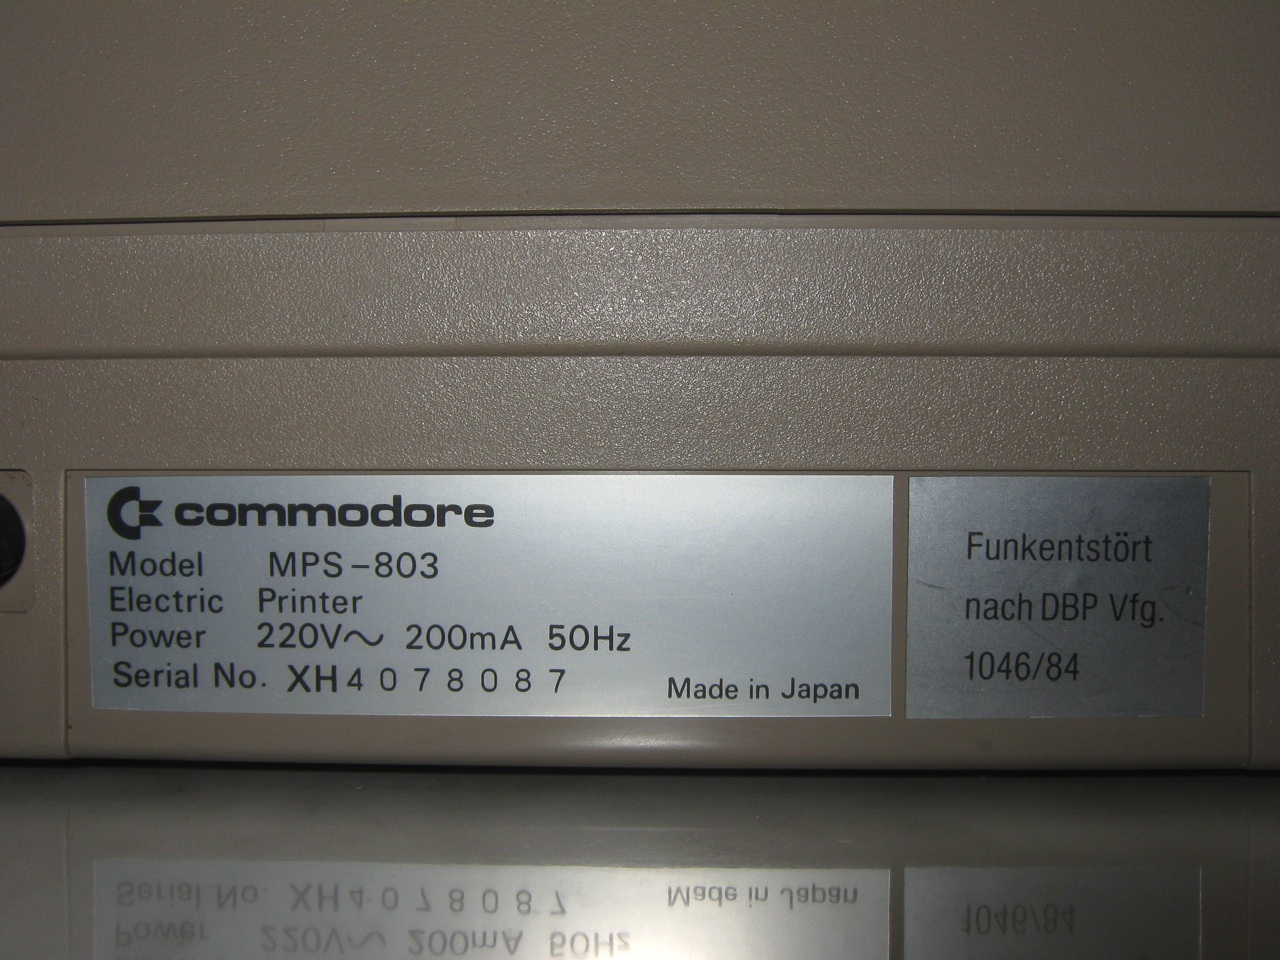 commodore
Model MPS-803
Electric Printer
Power 220V~ 200mA 50Hz
Serial No. XH4078087
Made in Japan
Funkentstört
nach DBP Vfg.
1046/84